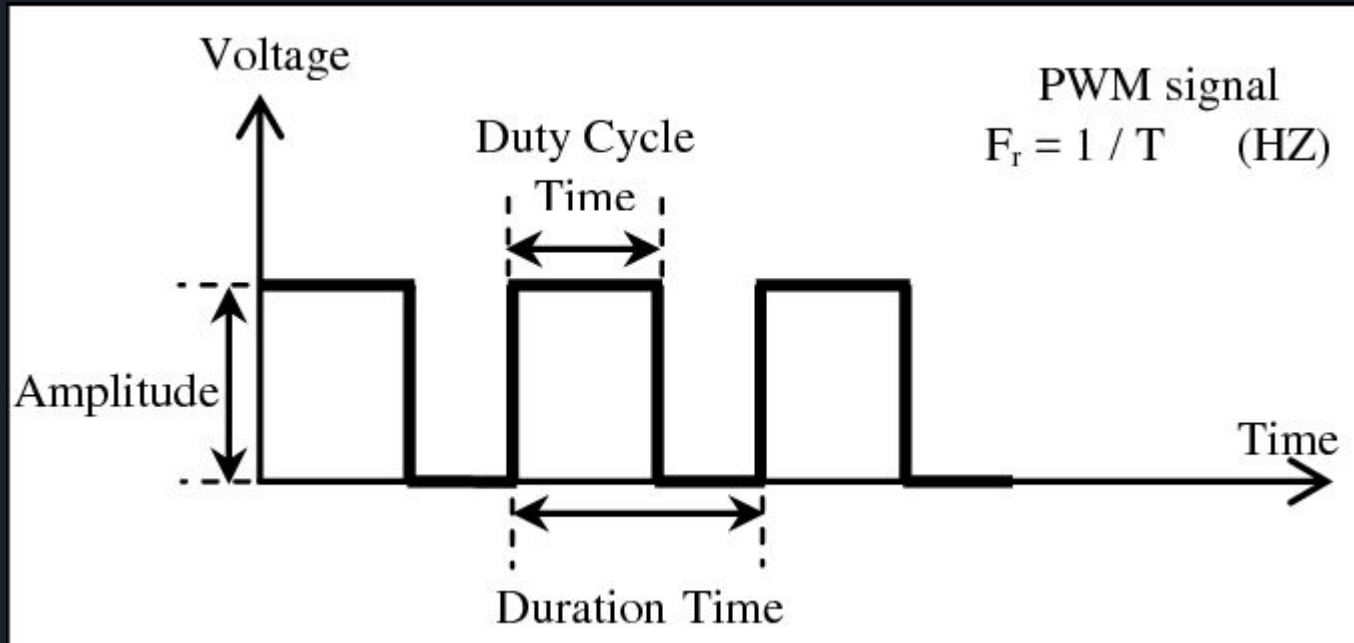 Voltage
PWM signal
Fᵣ = 1 / T (HZ)
Duty Cycle
Time
Amplitude
Time
Duration Time